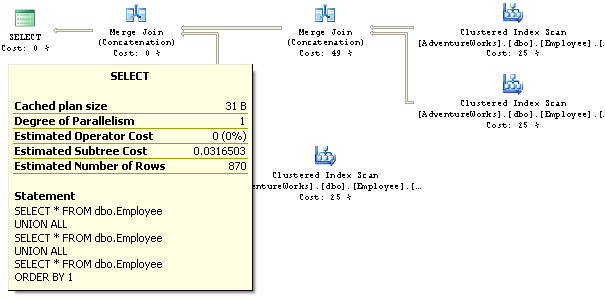 SELECT
Cost: 0 %
Merge Join
(Concatenation)
Cost: 0 %
Merge Join
(Concatenation)
Cost: 49 %
Clustered Index Scan
[AdventureWorks].[dbo].[Employee].[…
Cost: 25 %
Clustered Index Scan
[AdventureWorks].[dbo].[Employee].[…
Cost: 25 %
Clustered Index Scan
entureWorks].[dbo].[Employee].[…
Cost: 25 %
SELECT
Cached plan size 31 B
Degree of Parallelism 1
Estimated Operator Cost 0 (0%)
Estimated Subtree Cost 0.0316503
Estimated Number of Rows 870
Statement
SELECT * FROM dbo.Employee
UNION ALL
SELECT * FROM dbo.Employee
UNION ALL
SELECT * FROM dbo.Employee
ORDER BY 1